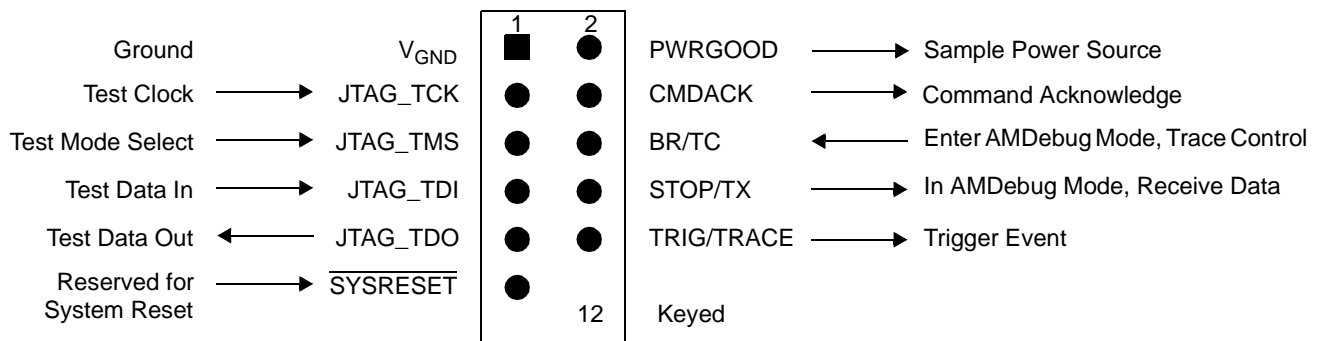 1 2
Ground VGND PWRGOOD Sample Power Source
Test Clock JTAG_TCK CMDACK Command Acknowledge
Test Mode Select JTAG_TMS BR/TC Enter AMDebug Mode, Trace Control
Test Data In JTAG_TDI STOP/TX In AMDebug Mode, Receive Data
Test Data Out JTAG_TDO TRIG/TRACE Trigger Event
Reserved for SYSRESET
System Reset 12 Keyed